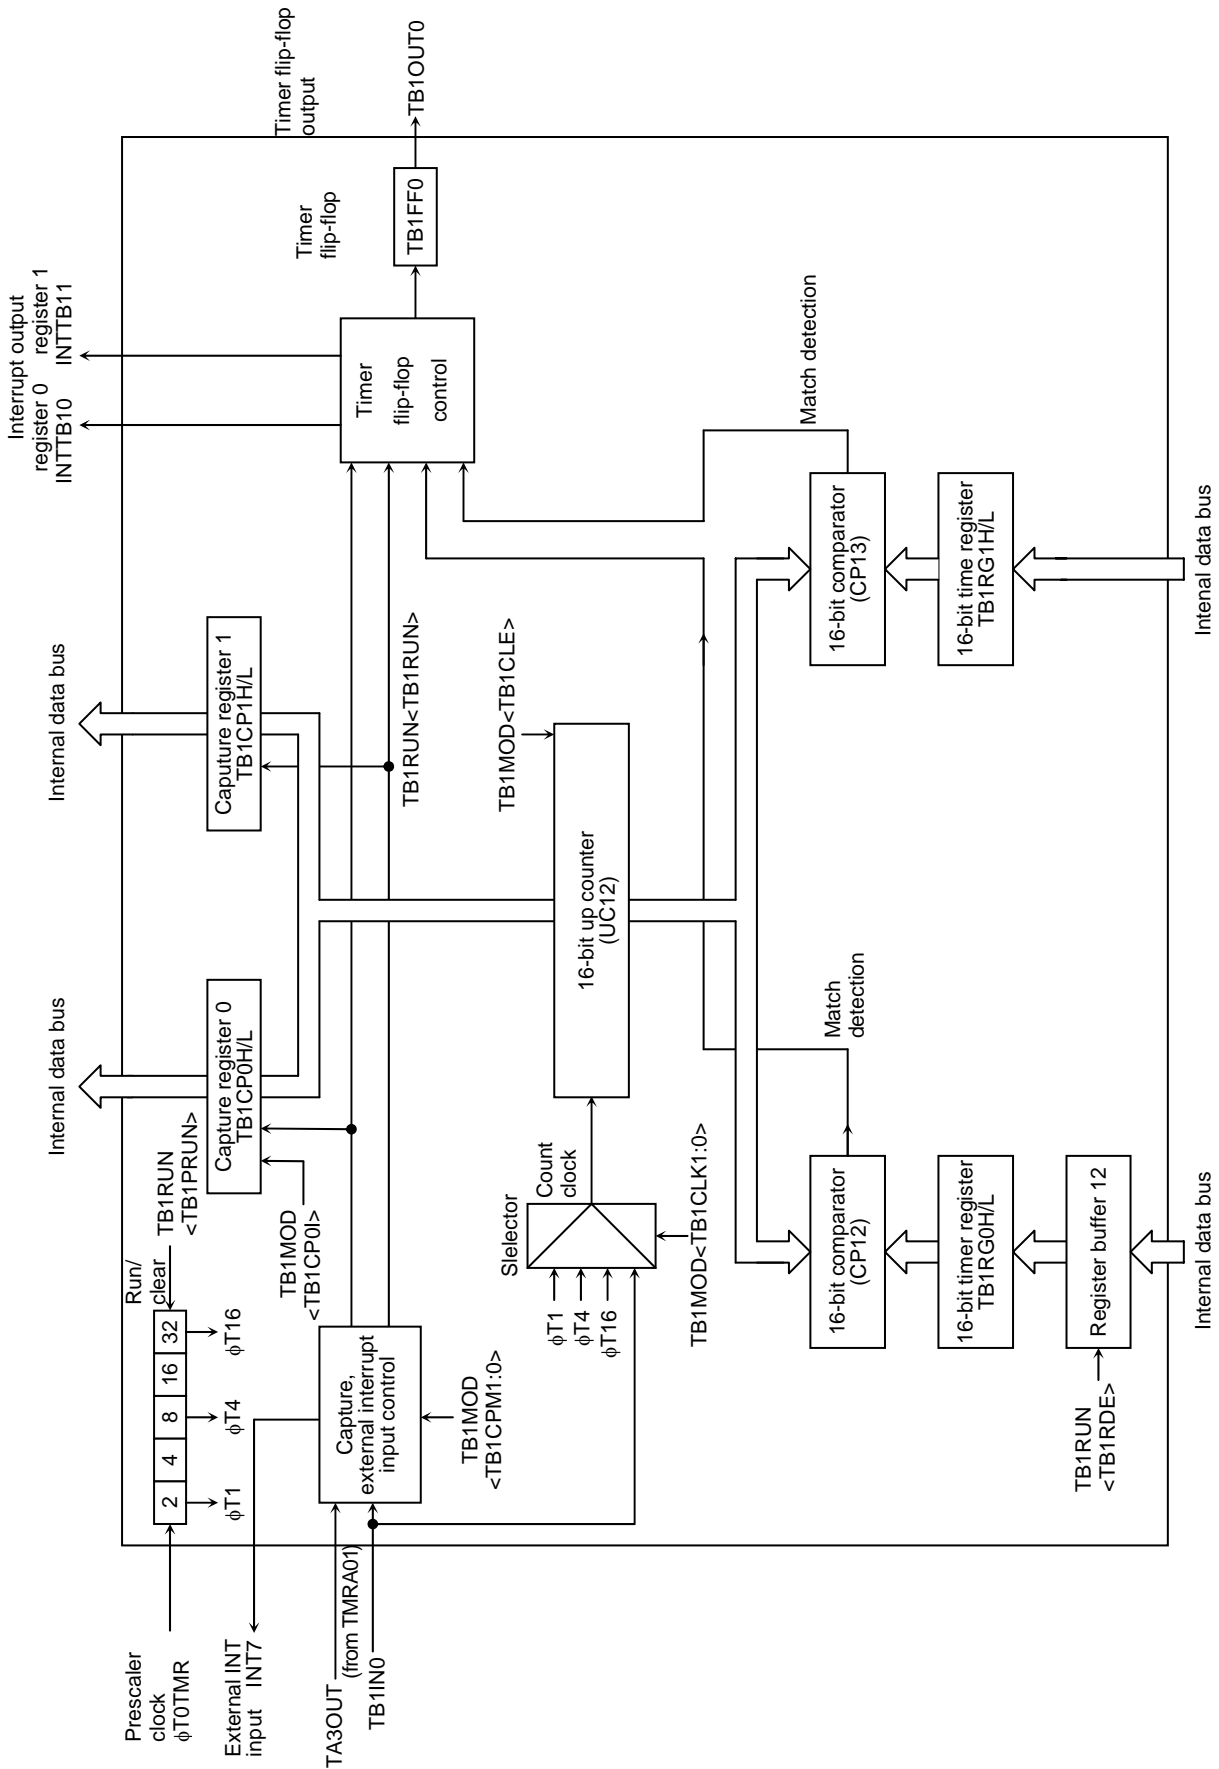 Prescaler
clock
ϕT0TMR
2
4
8
16
32
Run/
clear
TB1RUN
<TB1PRUN>
ϕT1
ϕT4
ϕT16
External INT
input INT7
TA3OUT
(from TMRA01)
TB1IN0
Capture,
external interrupt
input control
TB1MOD
<TB1CPM1:0>
TB1MOD
<TB1CP0I>
Internal data bus
Capture register 0
TB1CP0H/L
Internal data bus
Caputure register 1
TB1CP1H/L
TB1RUN<TB1RUN>
Interrupt output
register 0
INTTB10
register 1
INTTB11
Timer
flip-flop
control
Timer
flip-flop
TB1FF0
Timer flip-flop
output
TB1OUT0
Slelector
ϕT1
ϕT4
ϕT16
Count
clock
TB1MOD<TB1CLK1:0>
16-bit up counter
(UC12)
TB1MOD<TB1CLE>
Match
detection
Match detection
16-bit comparator
(CP12)
16-bit timer register
TB1RG0H/L
Register buffer 12
TB1RUN
<TB1RDE>
Internal data bus
16-bit comparator
(CP13)
16-bit time register
TB1RG1H/L
Intenal data bus